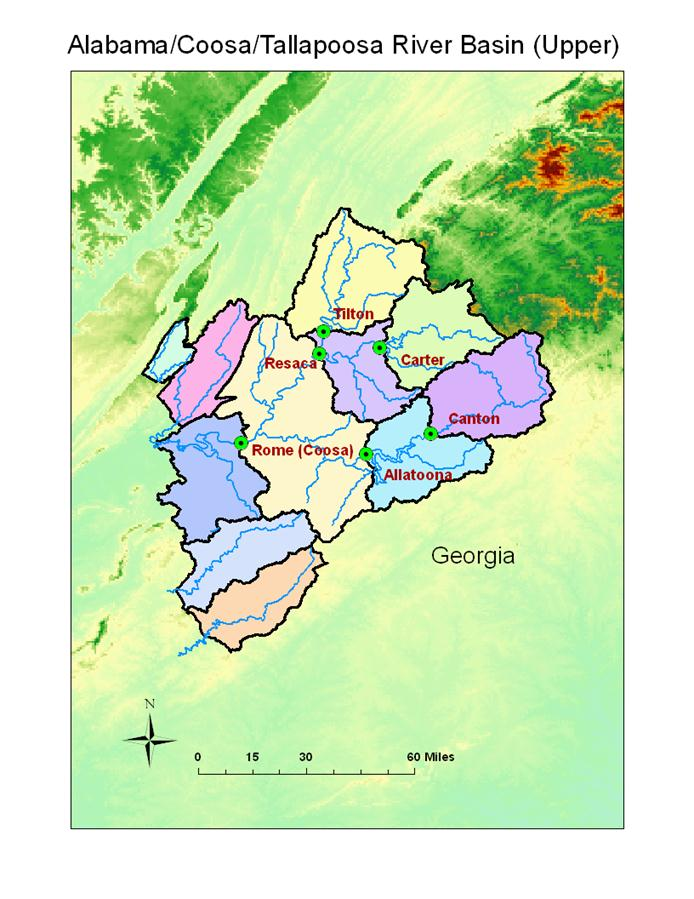 Alabama/Coosa/Tallapoosa River Basin (Upper)
Tilton
Resaca
Carter
Canton
Rome (Coosa)
Allatoona
Georgia
N
0 15 30 60 Miles